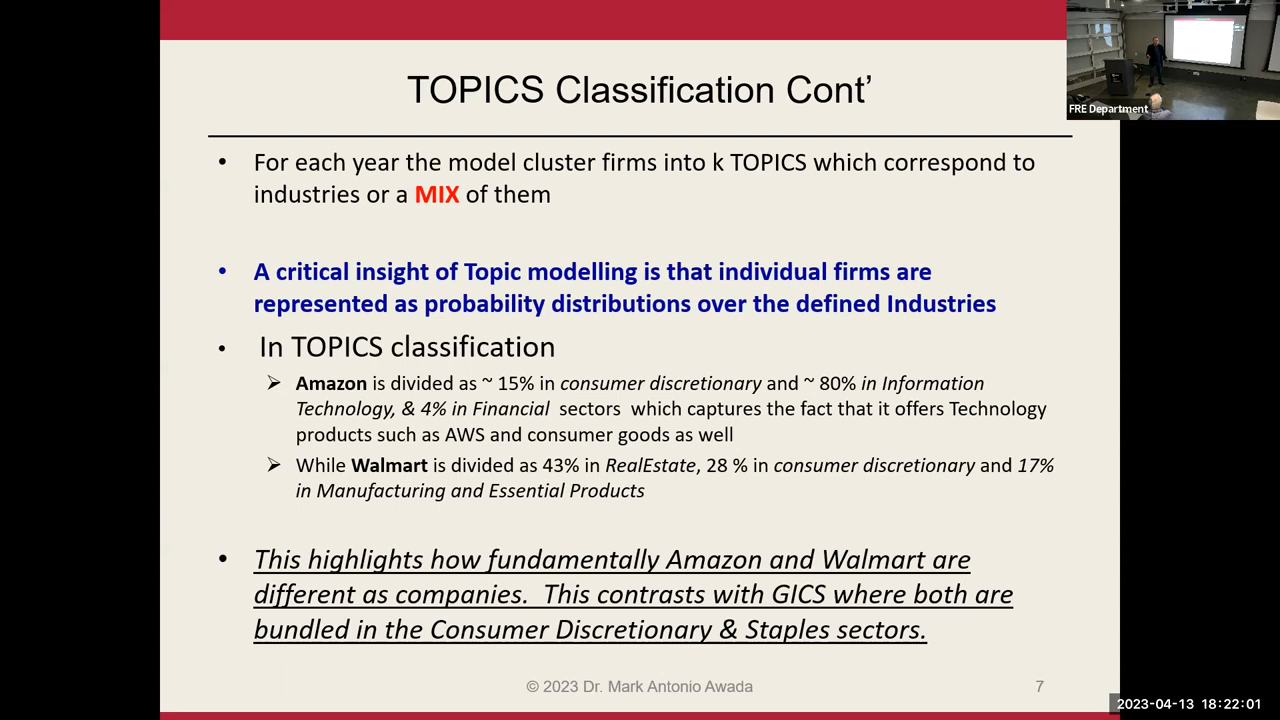 TOPICS Classification Cont’
FRE Department
• For each year the model cluster firms into k TOPICS which correspond to
industries or a MIX of them
• A critical insight of Topic modelling is that individual firms are
represented as probability distributions over the defined Industries
• In TOPICS classification
➢ Amazon is divided as ~ 15% in consumer discretionary and ~ 80% in Information
Technology, & 4% in Financial sectors which captures the fact that it offers Technology
products such as AWS and consumer goods as well
➢ While Walmart is divided as 43% in RealEstate, 28 % in consumer discretionary and 17%
in Manufacturing and Essential Products
• This highlights how fundamentally Amazon and Walmart are
different as companies. This contrasts with GICS where both are
bundled in the Consumer Discretionary & Staples sectors.
© 2023 Dr. Mark Antonio Awada
7
2023-04-13 18:22:01